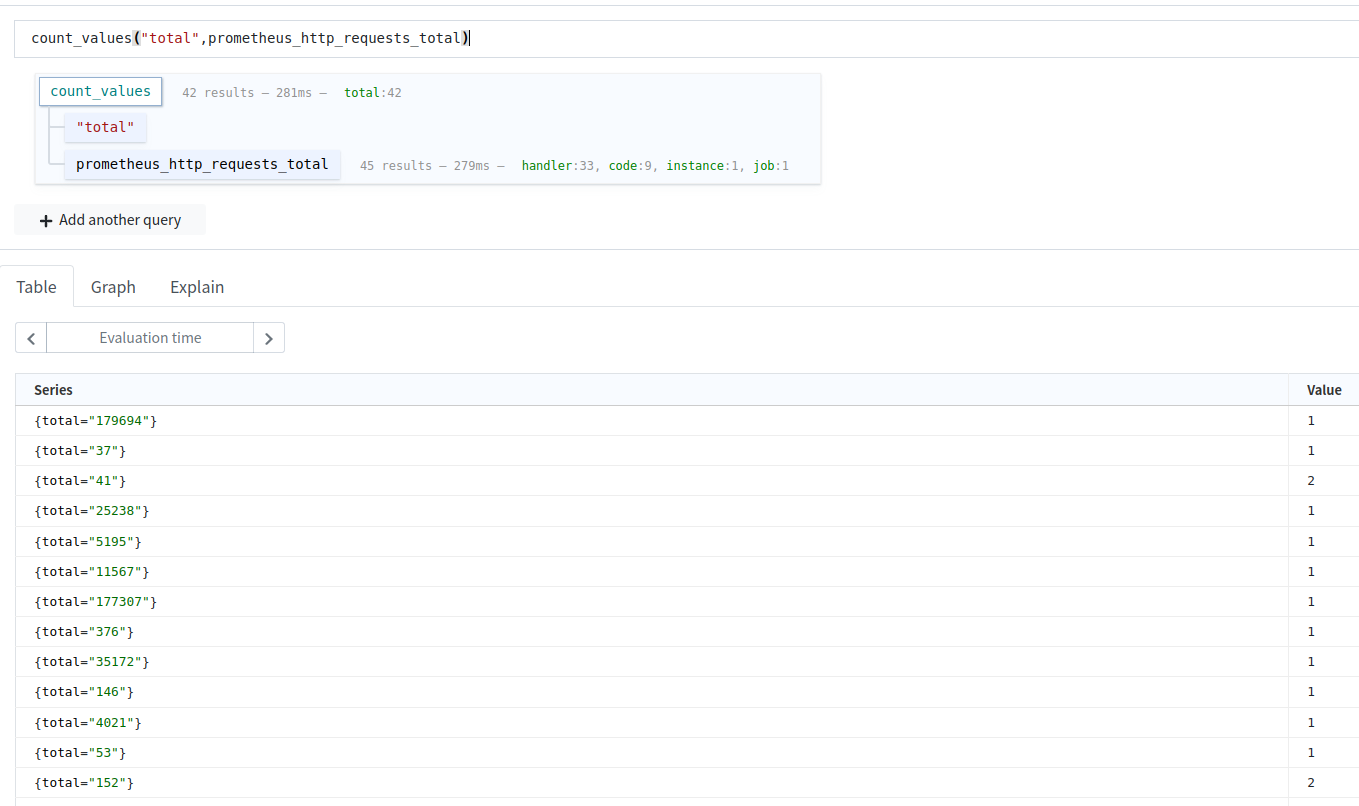 count_values("total",prometheus_http_requests_total)
count_values 42 results – 281ms – total:42
"total"
prometheus_http_requests_total 45 results – 279ms – handler:33, code:9, instance:1, job:1
+ Add another query
Table Graph Explain
< Evaluation time >
Series Value
{total="179694"} 1
{total="37"} 1
{total="41"} 2
{total="25238"} 1
{total="5195"} 1
{total="11567"} 1
{total="177307"} 1
{total="376"} 1
{total="35172"} 1
{total="146"} 1
{total="4021"} 1
{total="53"} 1
{total="152"} 2